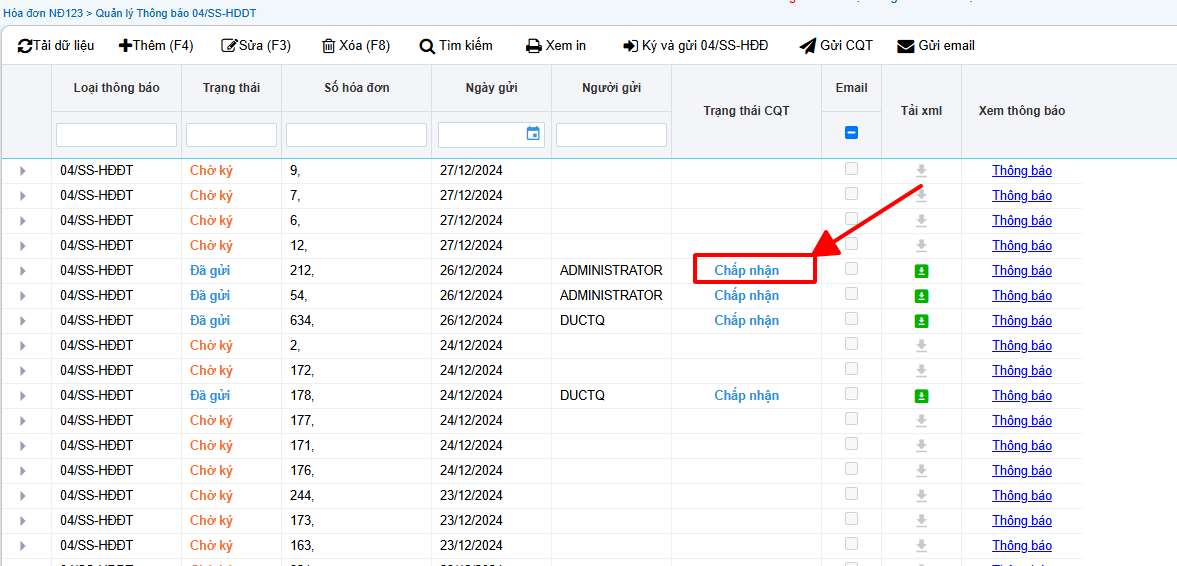 Hóa đơn NĐ123 > Quản lý Thông báo 04/SS-HDDT
Tải dữ liệu Thêm (F4) Sửa (F3) Xóa (F8) Tìm kiếm Xem in Ký và gửi 04/SS-HĐĐ Gửi CQT Gửi email
Loại thông báo Trạng thái Số hóa đơn Ngày gửi Người gửi Trạng thái CQT Email Tải xml Xem thông báo
04/SS-HĐĐT Chờ ký 9, 27/12/2024 Thông báo
04/SS-HĐĐT Chờ ký 7, 27/12/2024 Thông báo
04/SS-HĐĐT Chờ ký 6, 27/12/2024 Thông báo
04/SS-HĐĐT Chờ ký 12, 27/12/2024 Thông báo
04/SS-HĐĐT Đã gửi 212, 26/12/2024 ADMINISTRATOR Chấp nhận Thông báo
04/SS-HĐĐT Đã gửi 54, 26/12/2024 ADMINISTRATOR Chấp nhận Thông báo
04/SS-HĐĐT Đã gửi 634, 26/12/2024 DUCTQ Chấp nhận Thông báo
04/SS-HĐĐT Chờ ký 2, 24/12/2024 Thông báo
04/SS-HĐĐT Chờ ký 172, 24/12/2024 Thông báo
04/SS-HĐĐT Đã gửi 178, 24/12/2024 DUCTQ Chấp nhận Thông báo
04/SS-HĐĐT Chờ ký 177, 24/12/2024 Thông báo
04/SS-HĐĐT Chờ ký 171, 24/12/2024 Thông báo
04/SS-HĐĐT Chờ ký 176, 24/12/2024 Thông báo
04/SS-HĐĐT Chờ ký 244, 23/12/2024 Thông báo
04/SS-HĐĐT Chờ ký 173, 23/12/2024 Thông báo
04/SS-HĐĐT Chờ ký 163, 23/12/2024 Thông báo